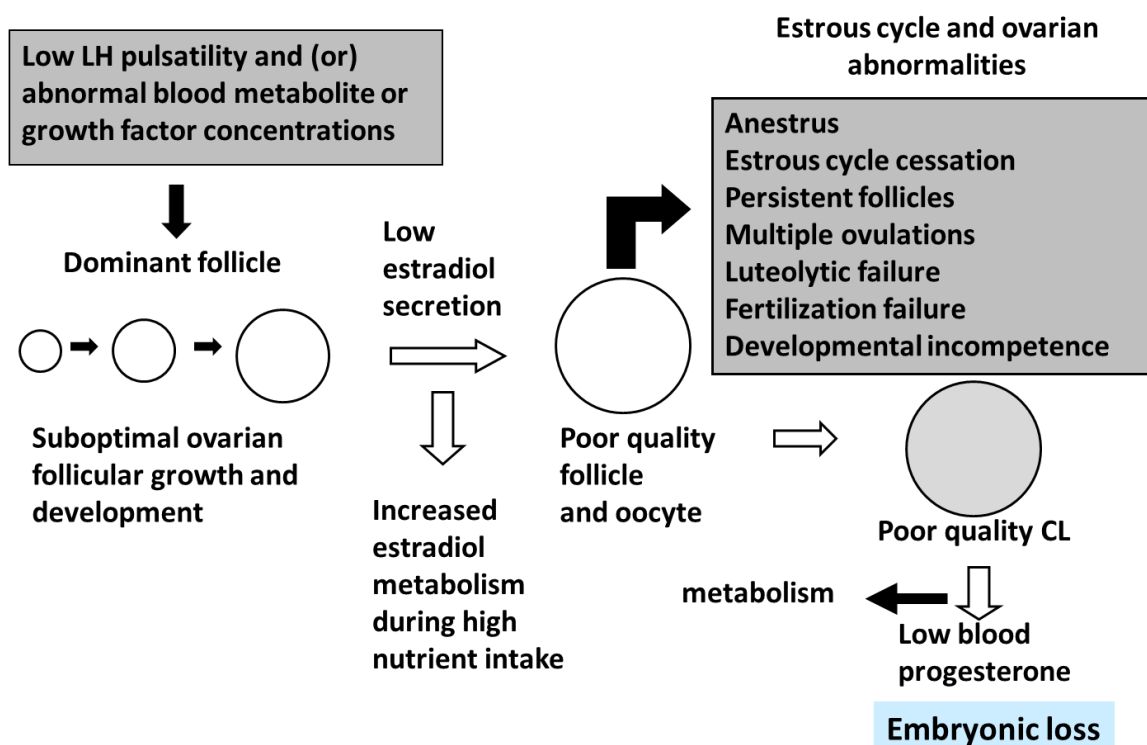 Low LH pulsatility and (or)
abnormal blood metabolite or
growth factor concentrations
Dominant follicle
Suboptimal ovarian
follicular growth and
development
Low
estradiol
secretion
Increased
estradiol
metabolism
during high
nutrient intake
Poor quality
follicle
and oocyte
Estrous cycle and ovarian
abnormalities
Anestrus
Estrous cycle cessation
Persistent follicles
Multiple ovulations
Luteolytic failure
Fertilization failure
Developmental incompetence
Poor quality CL
metabolism
Low blood
progesterone
Embryonic loss